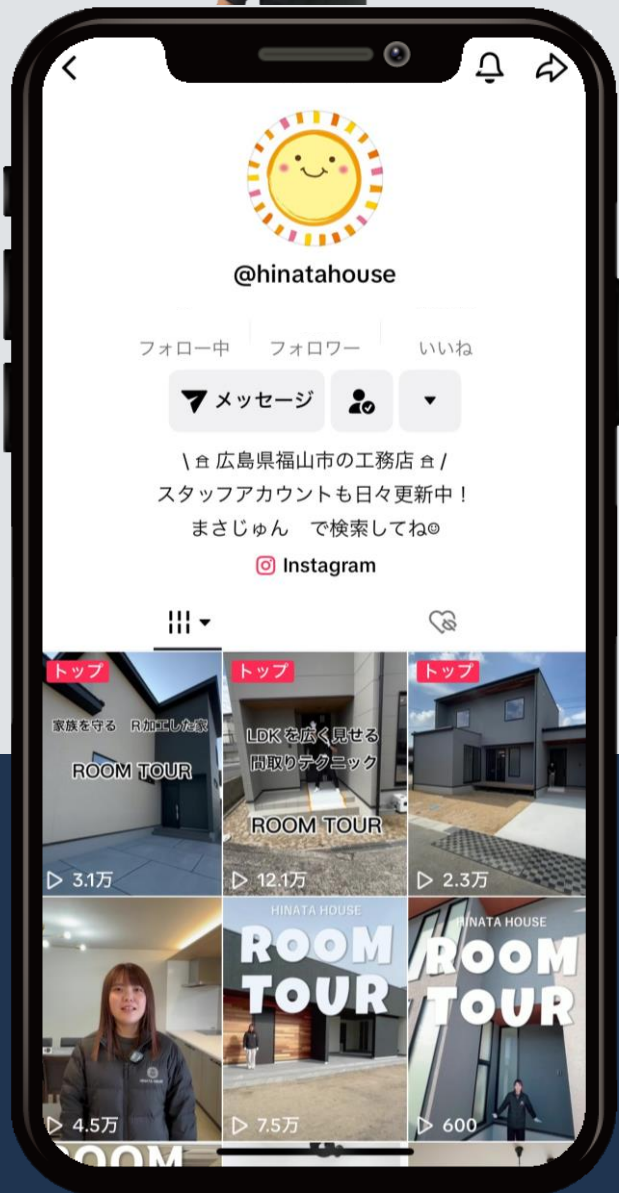 @hinatahouse
フォロー中 フォロワー いいね
メッセージ
\ 🏠 広島県福山市の工務店 🏠 /
スタッフアカウントも日々更新中!
まさじゅん で検索してね☺
Instagram
トップ
家族を守る R加工した家
ROOM TOUR
3.1万
トップ
LDKを広く見せる
間取りテクニック
ROOM TOUR
12.1万
トップ
2.3万
HINATA HOUSE
4.5万
HINATA HOUSE
ROOM
TOUR
7.5万
HINATA HOUSE
ROOM
TOUR
600
ROOM